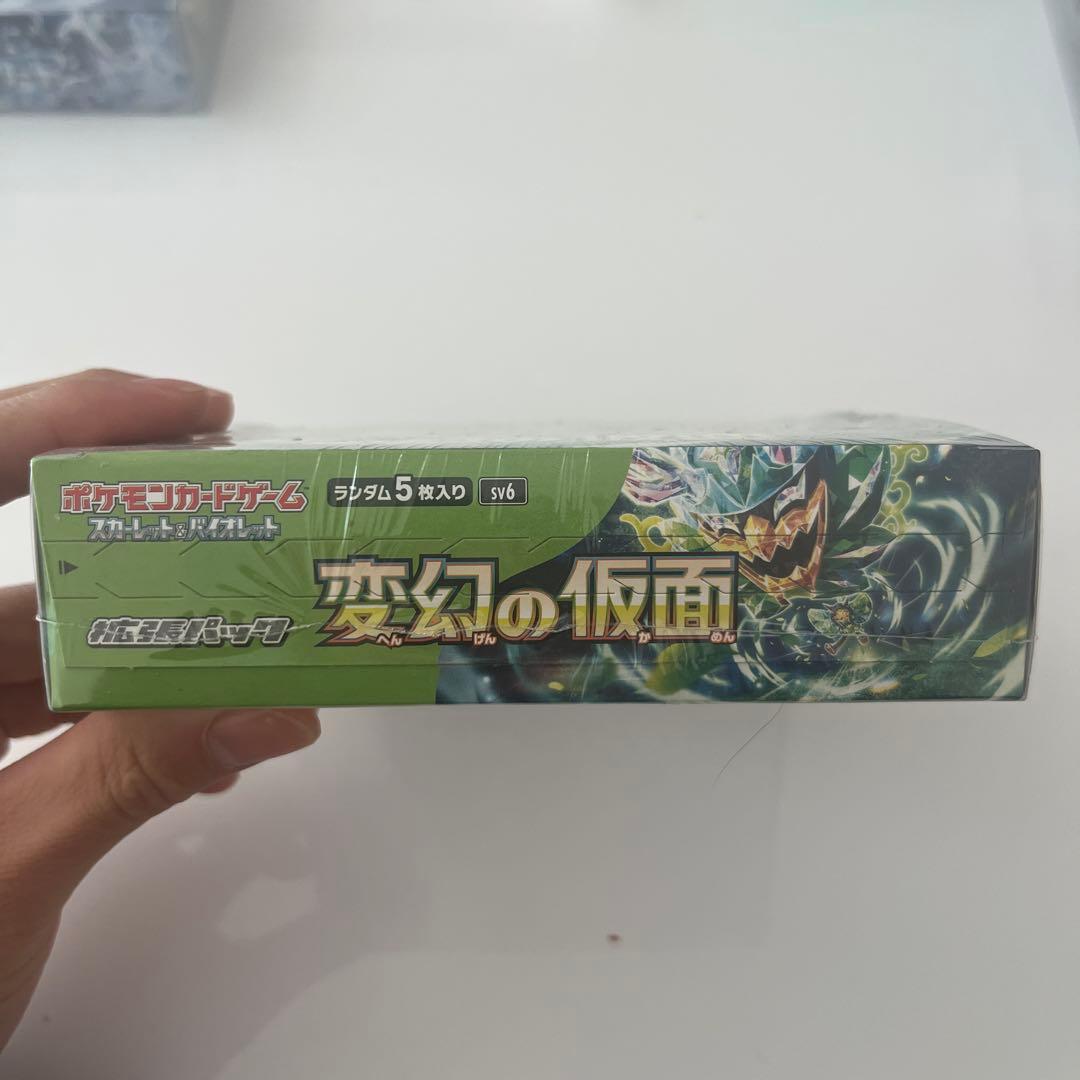 ポケモンカードゲーム
スカーレット&バイオレット
ランダム5枚入り SV6
拡張パック
変幻の仮面
へん げん か めん